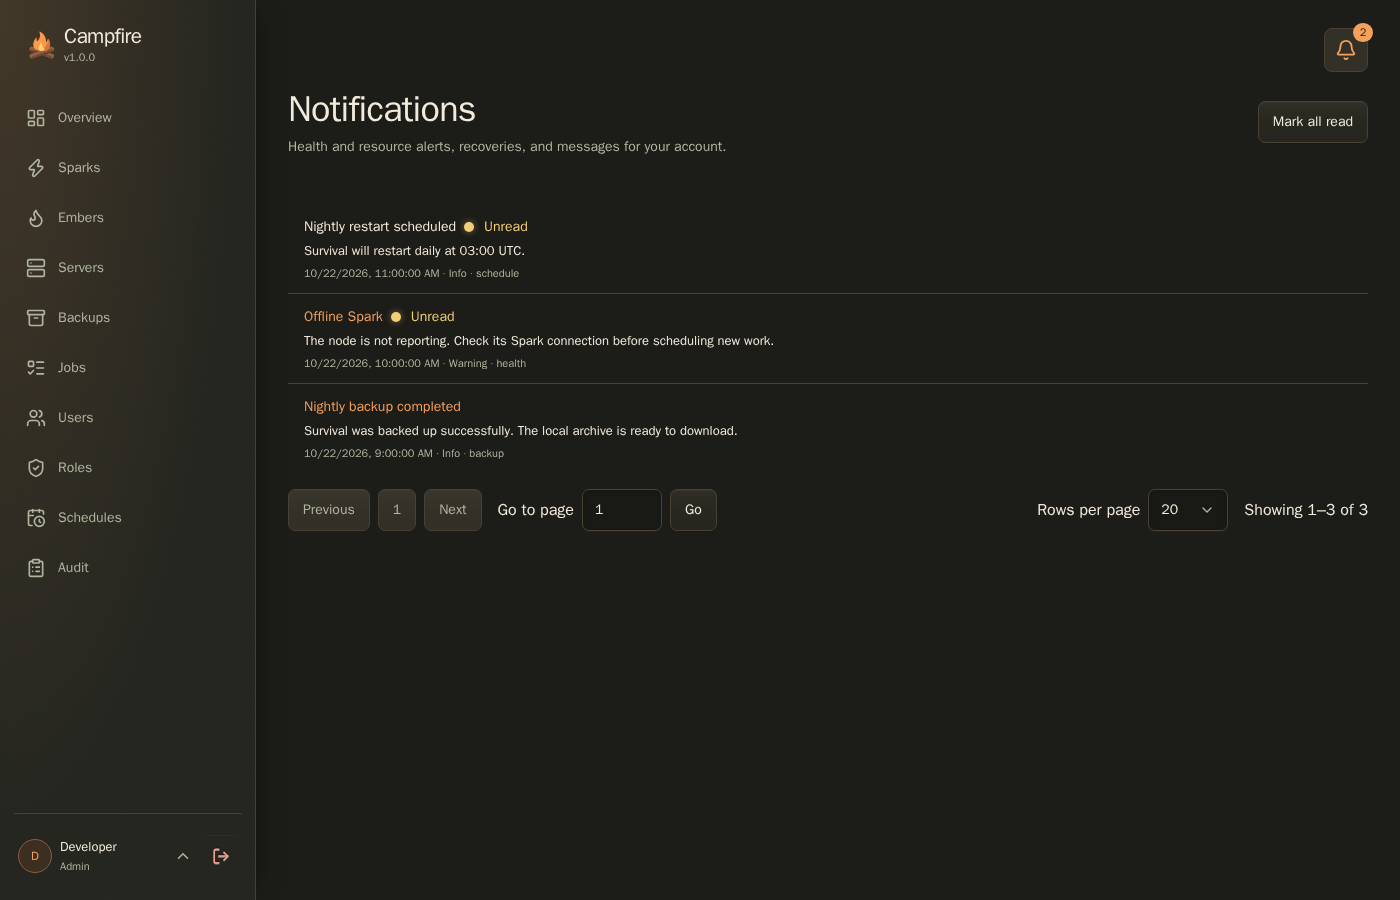 Campfire
v1.0.0
2
Overview
Sparks
Embers
Servers
Backups
Jobs
Users
Roles
Schedules
Audit
D
Developer
Admin
Notifications
Health and resource alerts, recoveries, and messages for your account.
Mark all read
Nightly restart scheduled Unread
Survival will restart daily at 03:00 UTC.
10/22/2026, 11:00:00 AM · Info · schedule
Offline Spark Unread
The node is not reporting. Check its Spark connection before scheduling new work.
10/22/2026, 10:00:00 AM · Warning · health
Nightly backup completed
Survival was backed up successfully. The local archive is ready to download.
10/22/2026, 9:00:00 AM · Info · backup
Previous 1 Next Go to page 1 Go Rows per page 20 Showing 1–3 of 3